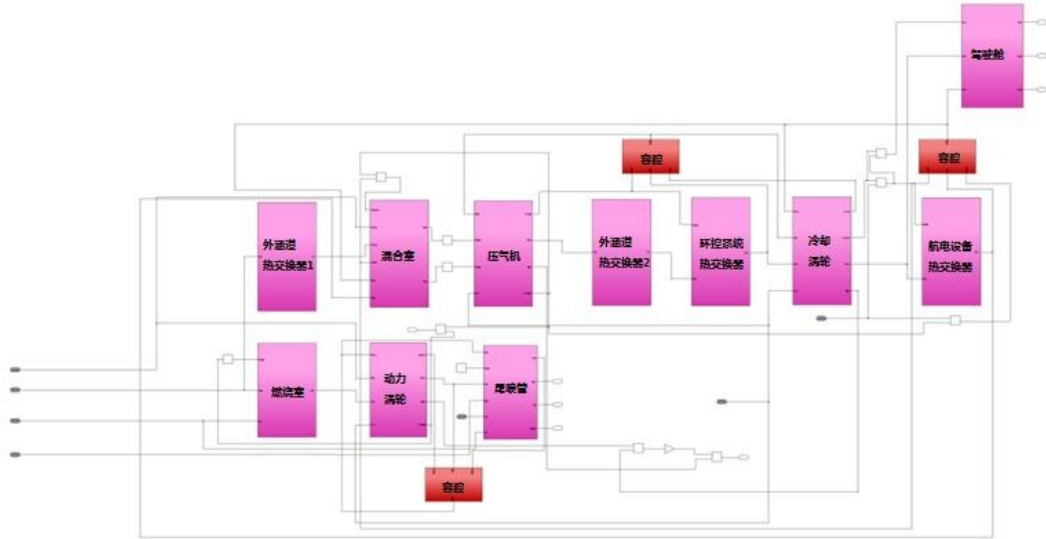 驾驶舱
容腔
容腔
外涵道
热交换器1
混合室
压气机
外涵道
热交换器2
环控系统
热交换器
冷却
涡轮
航电设备
热交换器
燃烧室
动力
涡轮
尾喷管
容腔